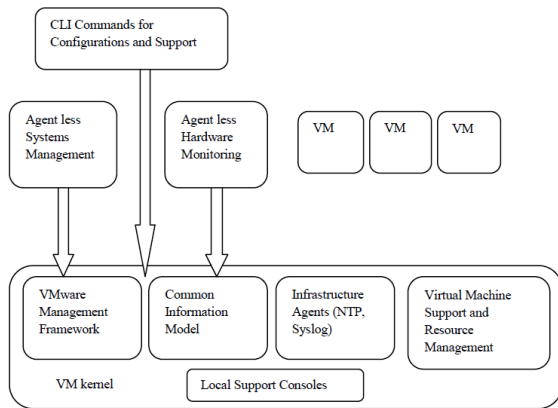 CLI Commands for
Configurations and Support
Agent less
Systems
Management
Agent less
Hardware
Monitoring
VM
VM
VM
VMware
Management
Framework
Common
Information
Model
Infrastructure
Agents (NTP,
Syslog)
Virtual Machine
Support and
Resource
Management
VM kernel
Local Support Consoles